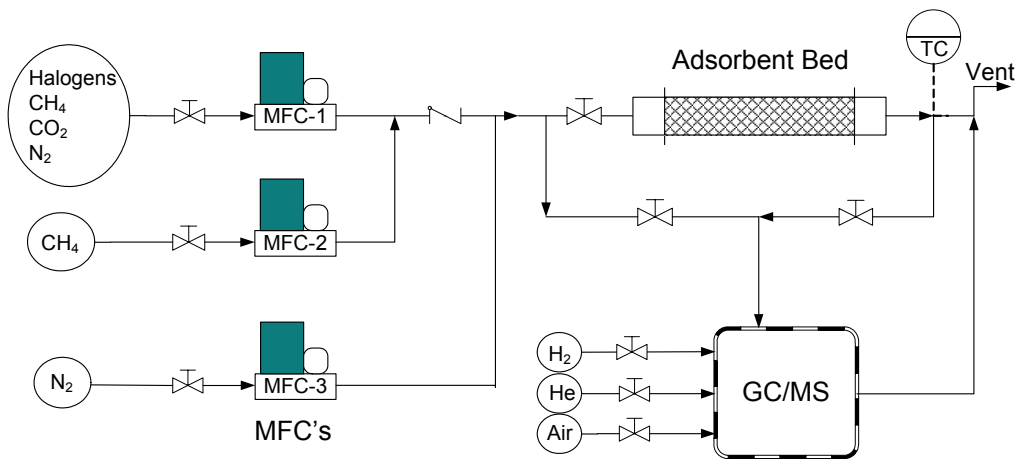 Halogens
CH₄
CO₂
N₂
MFC-1
Adsorbent Bed
TC
Vent
CH₄
MFC-2
N₂
MFC-3
MFC's
H₂
He
Air
GC/MS